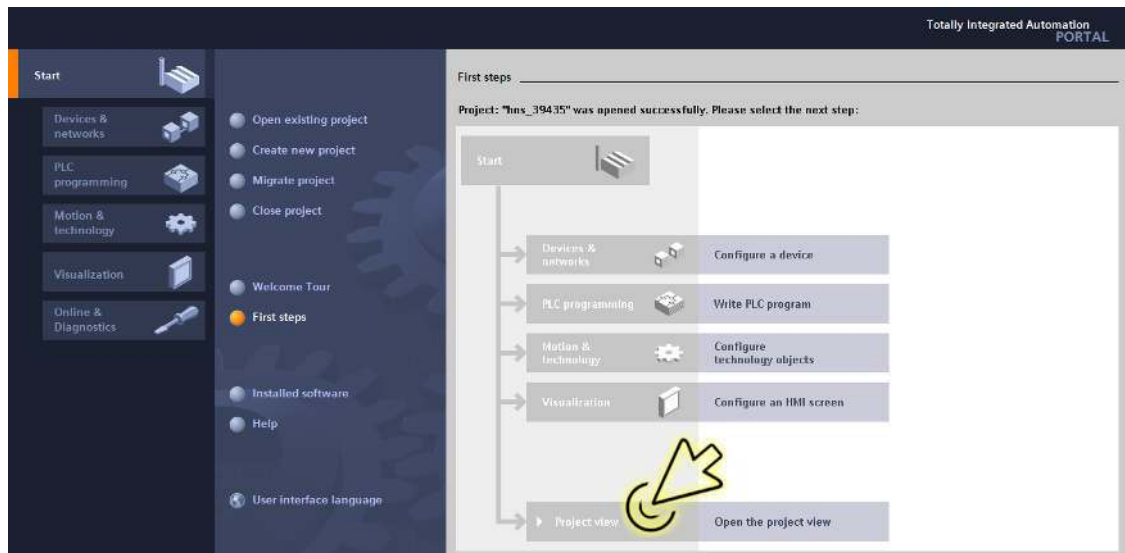 Totally Integrated Automation
PORTAL
Start
Devices &
networks
PLC
programming
Motion &
technology
Visualization
Online &
Diagnostics
Open existing project
Create new project
Migrate project
Close project
Welcome Tour
First steps
Installed software
Help
User interface language
First steps
Project: "hns_39435" was opened successfully. Please select the next step:
Start
Devices &
networks
Configure a device
PLC programming
Write PLC program
Motion &
technology
Configure
technology objects
Visualization
Configure an HMI screen
Project view
Open the project view